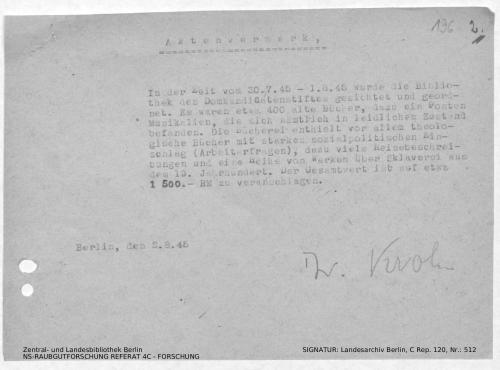 136 2.
Aktenvermerk,
In der Zeit vom 30.7.45 - 1.8.45 wurde die Biblio-
thek des Domkandidatenstiftes gesichtet und geord-
net. Es waren etwa 400 alte Bücher, dazu ein Posten
Musikalien, die sich sämtlich in leidlichem Zustand
befanden. Die Bücherei enthielt vor allem theolo-
gische Bücher mit starkem sozialpolitischen Ein-
schlag (Arbeiterfragen), dazu viele Reisebeschrei-
bungen und eine Reihe von Werken über Sklaverei aus
dem 19. Jahrhundert. Der Gesamtwert ist auf etwa
1 500.- RM zu veranschlagen.
Berlin, den 2.8.45
Dr. Krohn
Zentral- und Landesbibliothek Berlin
NS-RAUBGUTFORSCHUNG REFERAT 4C - FORSCHUNG
SIGNATUR: Landesarchiv Berlin, C Rep. 120, Nr.: 512